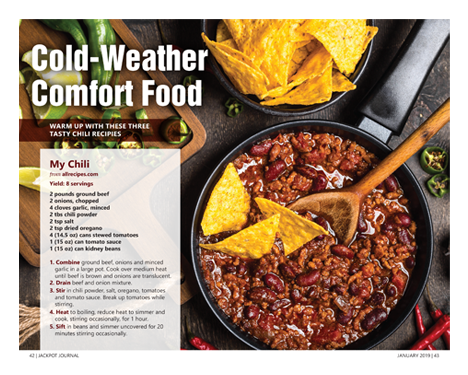 Cold-Weather
Comfort Food
WARM UP WITH THESE THREE
TASTY CHILI RECIPIES
My Chili
from allrecipes.com
Yield: 8 servings
2 pounds ground beef
2 onions, chopped
4 cloves garlic, minced
2 tbs chili powder
2 tsp salt
2 tsp dried oregano
4 (14.5 oz) cans stewed tomatoes
1 (15 oz) can tomato sauce
1 (15 oz) can kidney beans
1. Combine ground beef, onions and minced
garlic in a large pot. Cook over medium heat
until beef is brown and onions are translucent.
2. Drain beef and onion mixture.
3. Stir in chili powder, salt, oregano, tomatoes
and tomato sauce. Break up tomatoes while
stirring.
4. Heat to boiling, reduce heat to simmer and
cook, stirring occasionally, for 1 hour.
5. Sift in beans and simmer uncovered for 20
minutes stirring occasionally.
42 | JACKPOT JOURNAL
JANUARY 2019 | 43